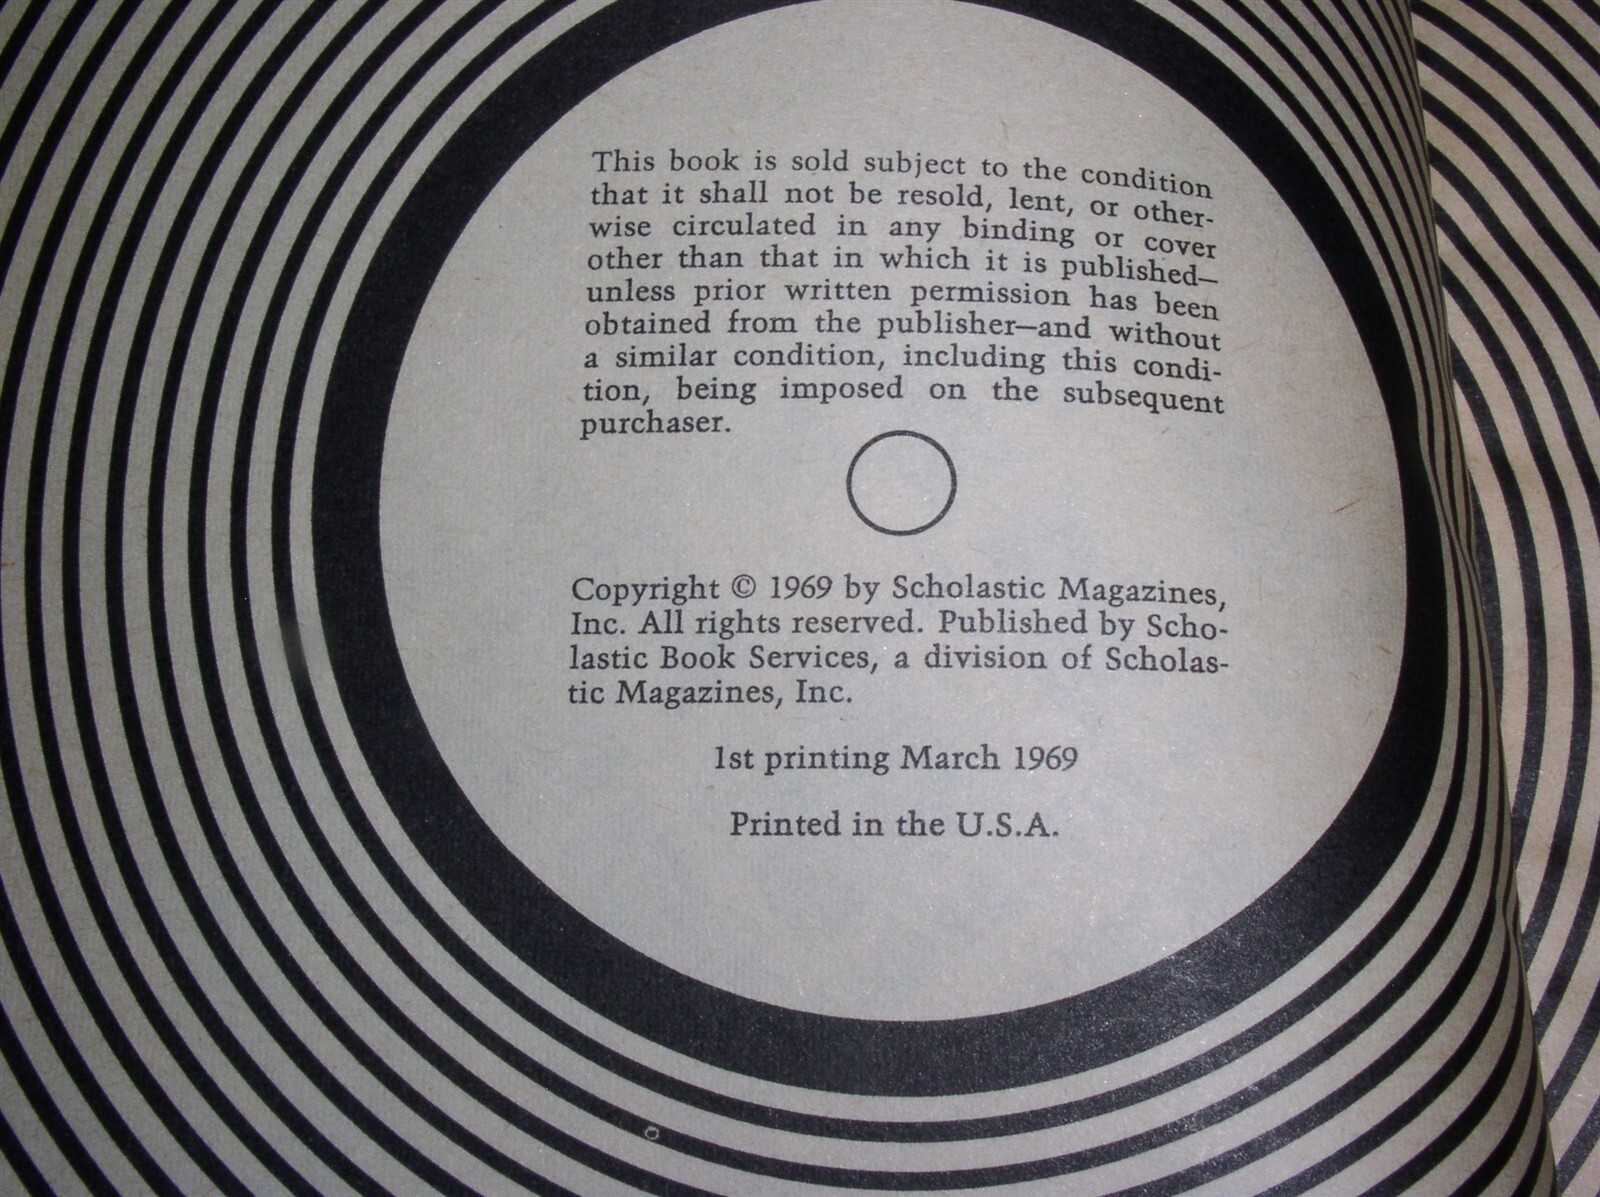 This book is sold subject to the condition
that it shall not be resold, lent, or other-
wise circulated in any binding or cover
other than that in which it is published—
unless prior written permission has been
obtained from the publisher—and without
a similar condition, including this condi-
tion, being imposed on the subsequent
purchaser.
Copyright © 1969 by Scholastic Magazines,
Inc. All rights reserved. Published by Scho-
lastic Book Services, a division of Scholas-
tic Magazines, Inc.
1st printing March 1969
Printed in the U.S.A.